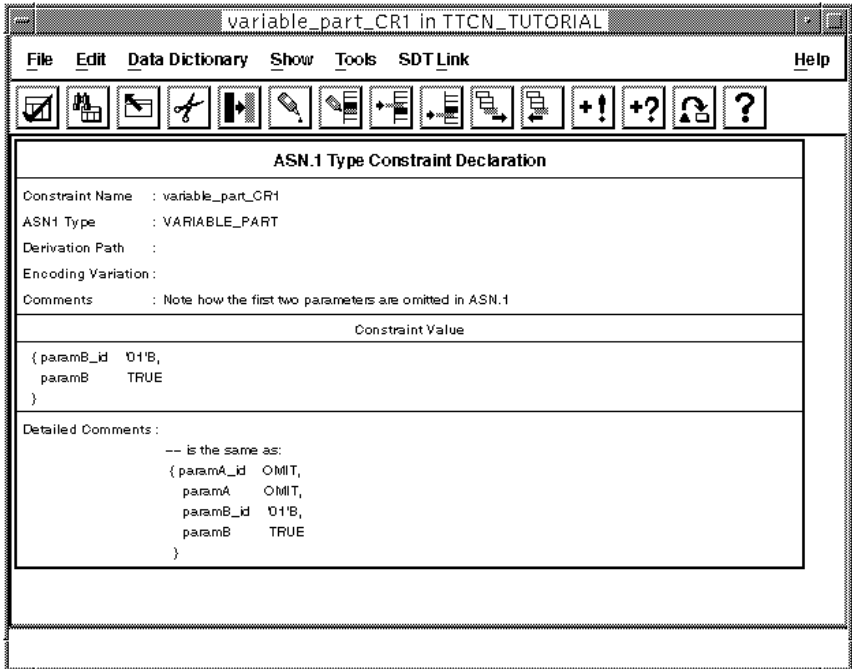 variable_part_CR1 in TTCN_TUTORIAL
File Edit Data Dictionary Show Tools SDT Link Help
+! +? ?
ASN.1 Type Constraint Declaration
Constraint Name : variable_part_CR1
ASN1 Type : VARIABLE_PART
Derivation Path :
Encoding Variation :
Comments : Note how the first two parameters are omitted in ASN.1
Constraint Value
{ paramB_id '01'B,
paramB TRUE
}
Detailed Comments :
-- is the same as:
{ paramA_id OMIT,
paramA OMIT,
paramB_id '01'B,
paramB TRUE
}